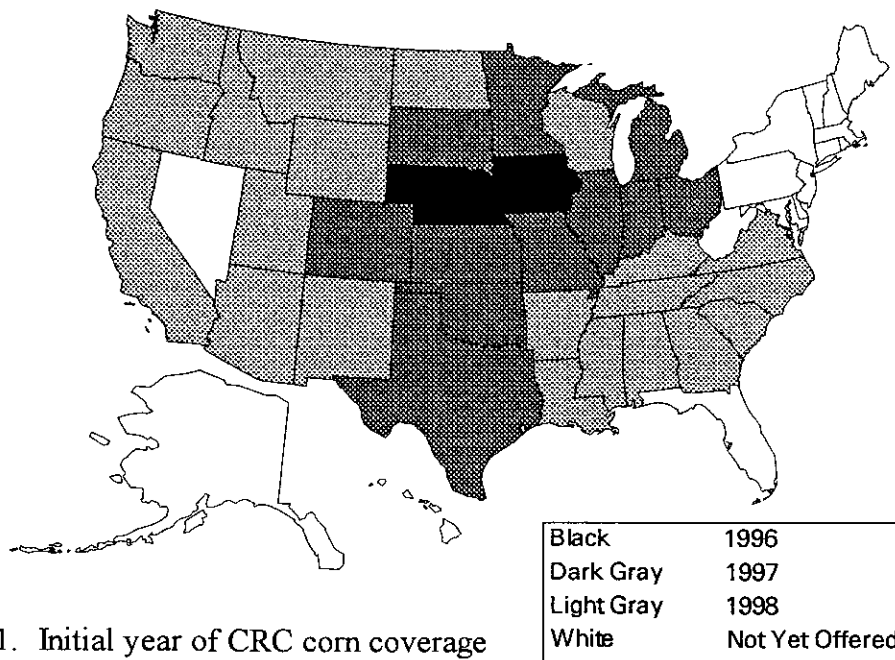 Black 1996
Dark Gray 1997
Light Gray 1998
White Not Yet Offered
1. Initial year of CRC corn coverage